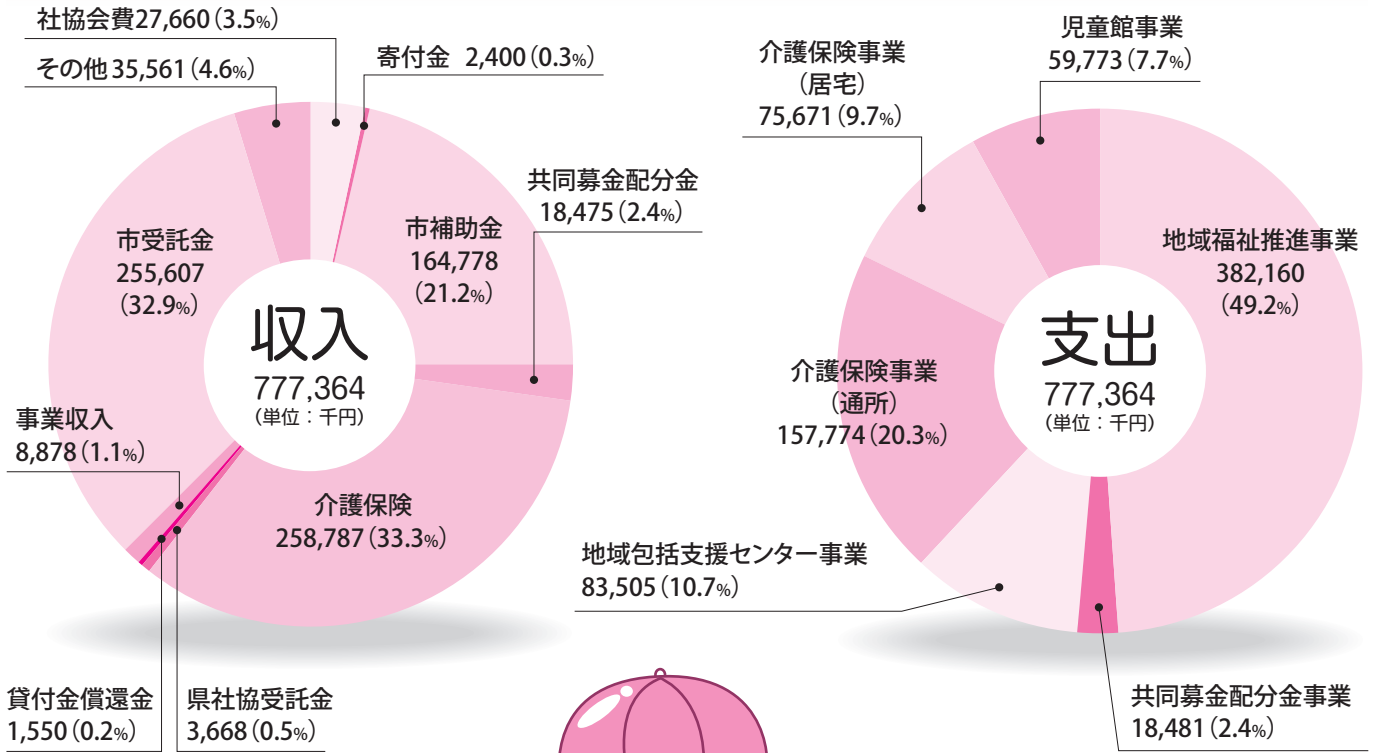 社協会費27,660(3.5%)
その他 35,561(4.6%)
寄付金 2,400(0.3%)
共同募金配分金
18,475(2.4%)
市補助金
164,778
(21.2%)
市受託金
255,607
(32.9%)
収入
777,364
(単位:千円)
事業収入
8,878(1.1%)
介護保険
258,787(33.3%)
貸付金償還金
1,550(0.2%)
県社協受託金
3,668(0.5%)
児童館事業
59,773(7.7%)
介護保険事業
(居宅)
75,671(9.7%)
地域福祉推進事業
382,160
(49.2%)
支出
777,364
(単位:千円)
介護保険事業
(通所)
157,774(20.3%)
地域包括支援センター事業
83,505(10.7%)
共同募金配分金事業
18,481(2.4%)